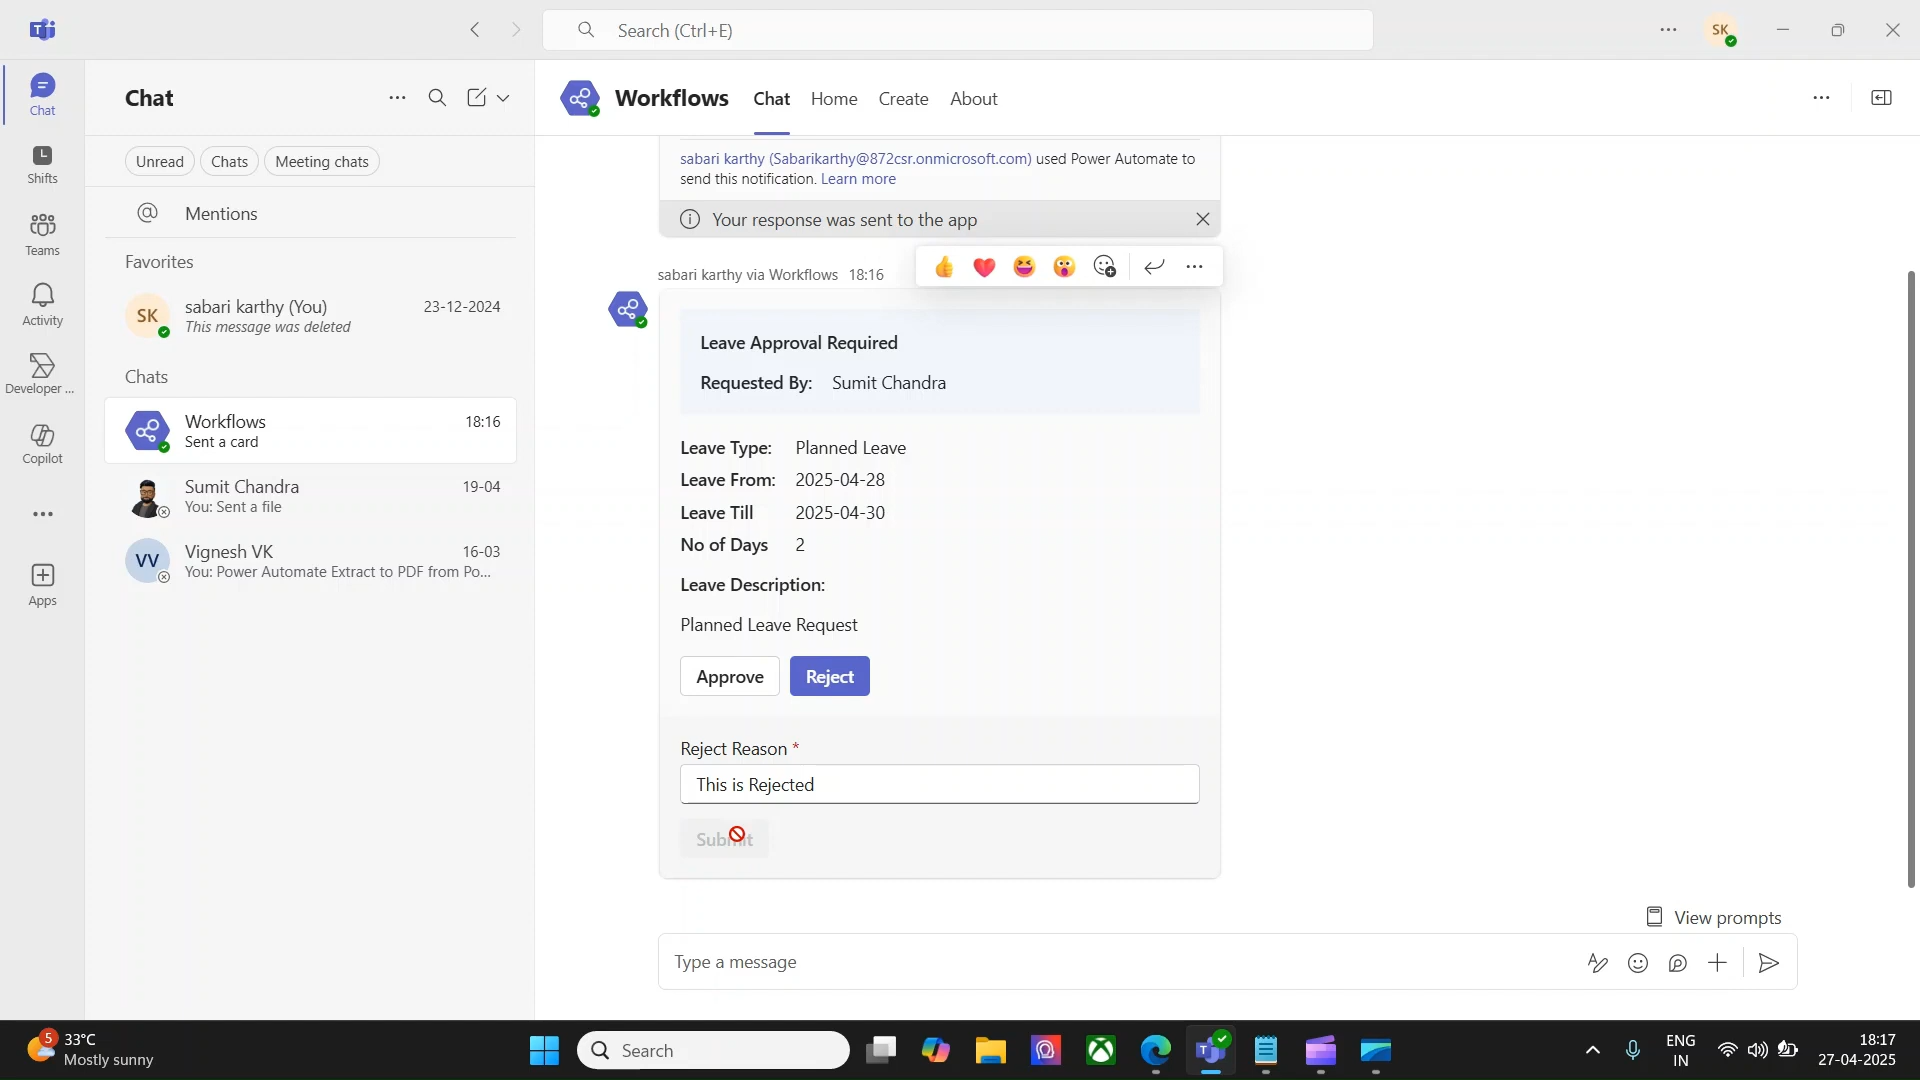 Search (Ctrl+E)
SK
Chat
Shifts
Teams
Activity
Developer ...
Copilot
Apps
Chat
Unread
Chats
Meeting chats
Mentions
Favorites
SK
sabari karthy (You)
23-12-2024
This message was deleted
Chats
Workflows
18:16
Sent a card
Sumit Chandra
19-04
You: Sent a file
VV
Vignesh VK
16-03
You: Power Automate Extract to PDF from Po...
Workflows
Chat
Home
Create
About
sabari karthy (Sabarikarthy@872csr.onmicrosoft.com) used Power Automate to
send this notification. Learn more
Your response was sent to the app
sabari karthy via Workflows 18:16
Leave Approval Required
Requested By: Sumit Chandra
Leave Type: Planned Leave
Leave From: 2025-04-28
Leave Till 2025-04-30
No of Days 2
Leave Description:
Planned Leave Request
Approve
Reject
Reject Reason *
This is Rejected
Submit
View prompts
Type a message
5
33°C
Mostly sunny
Search
ENG
IN
18:17
27-04-2025